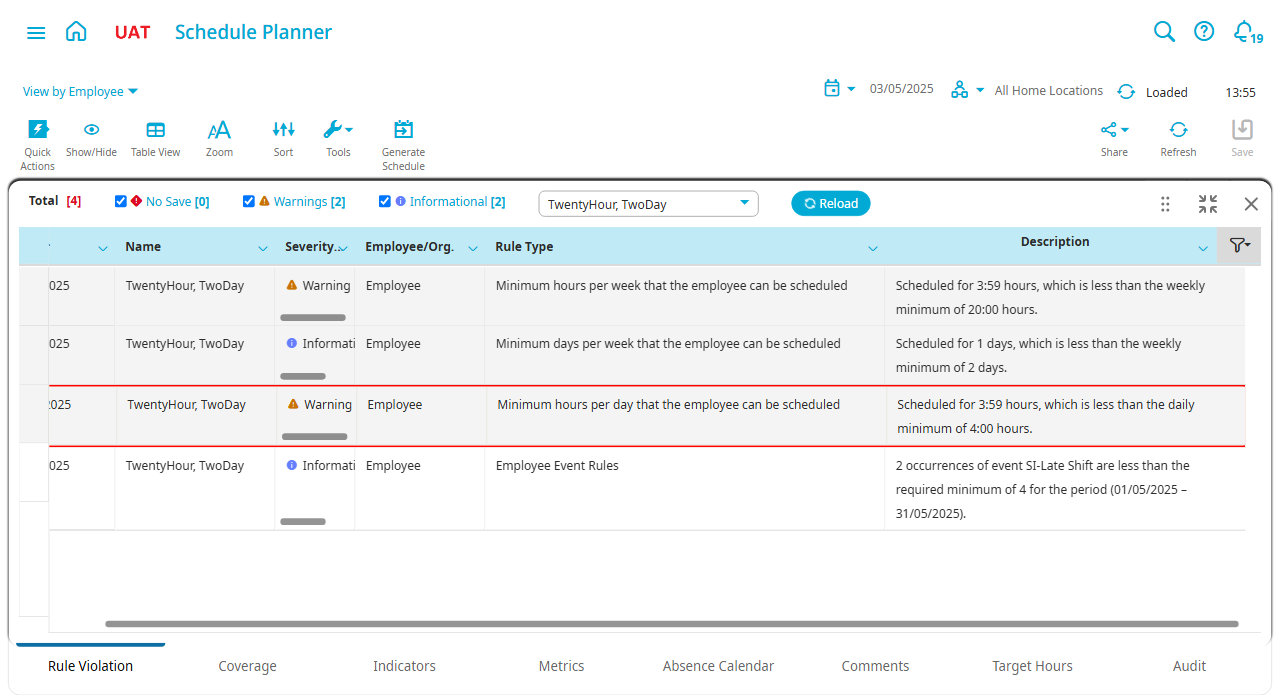 UAT Schedule Planner 19
View by Employee 03/05/2025 All Home Locations Loaded 13:55
Quick Actions Show/Hide Table View Zoom Sort Tools Generate Schedule Share Refresh Save
Total [4] No Save [0] Warnings [2] Informational [2] TwentyHour, TwoDay Reload
Name Severity... Employee/Org. Rule Type Description
025 TwentyHour, TwoDay Warning Employee Minimum hours per week that the employee can be scheduled Scheduled for 3:59 hours, which is less than the weekly
minimum of 20:00 hours.
025 TwentyHour, TwoDay Informati Employee Minimum days per week that the employee can be scheduled Scheduled for 1 days, which is less than the weekly
minimum of 2 days.
2025 TwentyHour, TwoDay Warning Employee Minimum hours per day that the employee can be scheduled Scheduled for 3:59 hours, which is less than the daily
minimum of 4:00 hours.
025 TwentyHour, TwoDay Informati Employee Employee Event Rules 2 occurrences of event SI-Late Shift are less than the
required minimum of 4 for the period (01/05/2025 –
31/05/2025).
Rule Violation Coverage Indicators Metrics Absence Calendar Comments Target Hours Audit